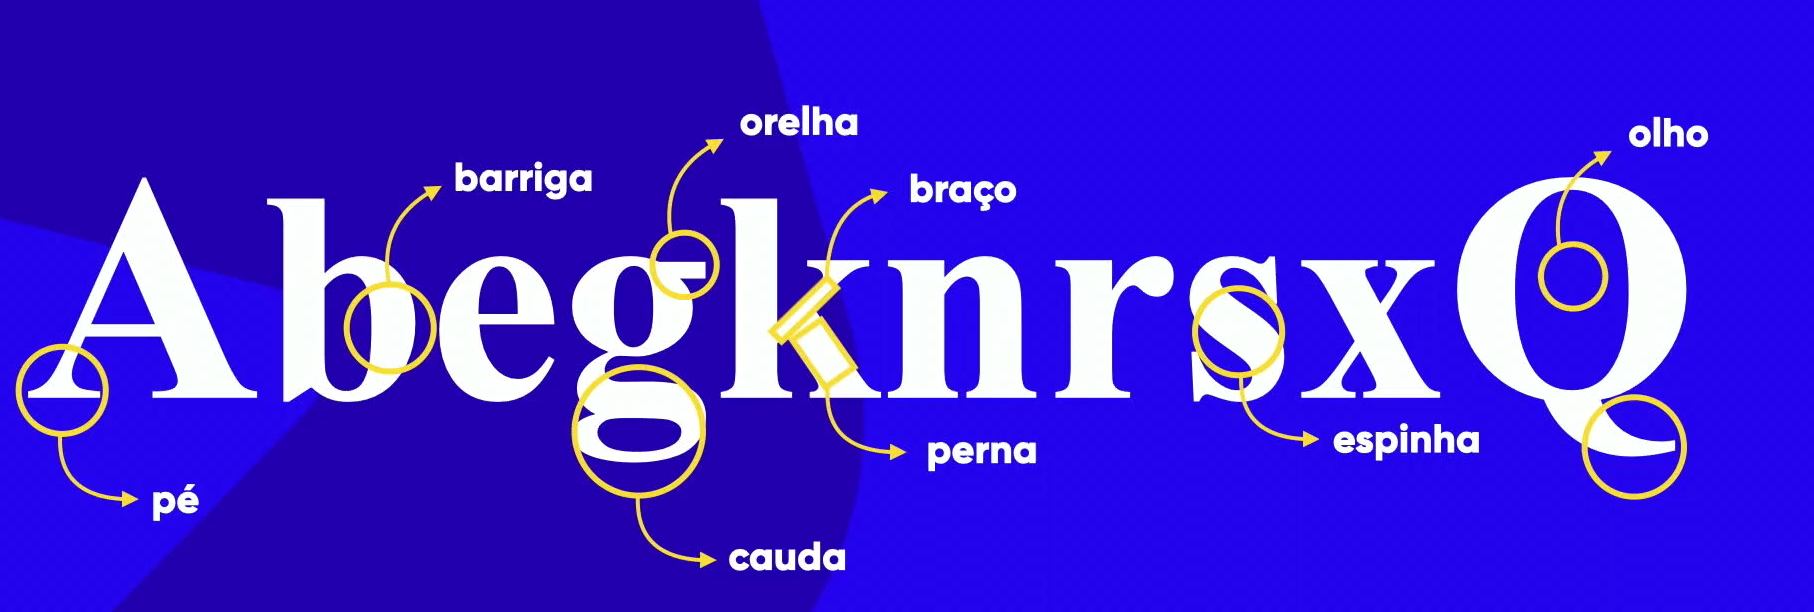 orelha
olho
barriga
braço
AbegknrsxQ
espinha
perna
pé
cauda